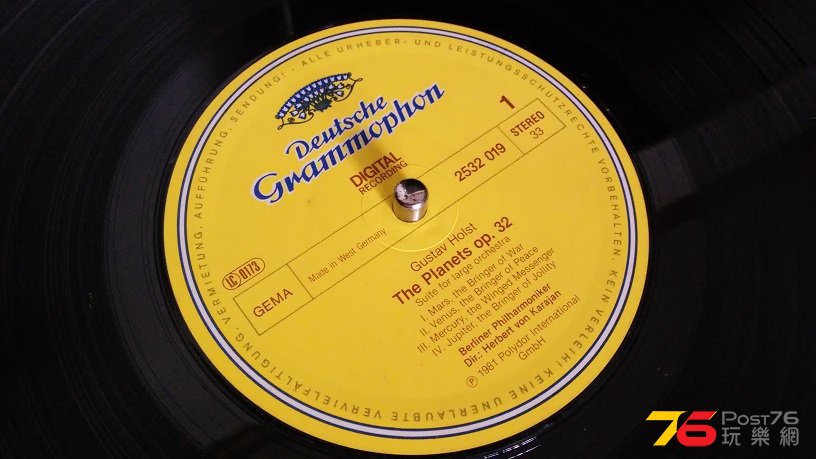 ALLE URHEBER- UND LEISTUNGSSCHUTZRECHTE VORBEHALTEN. KEIN VERLEIH! KEINE UNERLAUBTE VERVIELFÄLTIGUNG, VERMIETUNG, AUFFÜHRUNG, SENDUNG!
Deutsche
Grammophon
DIGITAL
RECORDING
1
STEREO
33
2532 019
Made in West Germany
GEMA
LC 0173
Gustav Holst
The Planets op. 32
Suite for large orchestra
I. Mars, the Bringer of War
II. Venus, the Bringer of Peace
III. Mercury, the Winged Messenger
IV. Jupiter, the Bringer of Jollity
Berliner Philharmoniker
Dir.: Herbert von Karajan
Ⓟ 1981 Polydor International
GmbH
76 POST76
玩樂網